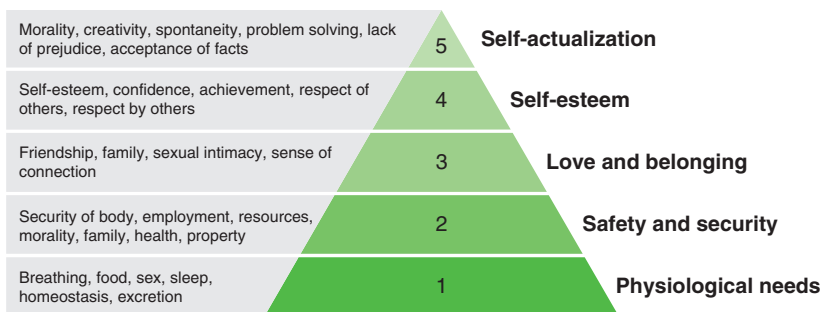 Morality, creativity, spontaneity, problem solving, lack
of prejudice, acceptance of facts
5
Self-actualization
Self-esteem, confidence, achievement, respect of
others, respect by others
4
Self-esteem
Friendship, family, sexual intimacy, sense of
connection
3
Love and belonging
Security of body, employment, resources,
morality, family, health, property
2
Safety and security
Breathing, food, sex, sleep,
homeostasis, excretion
1
Physiological needs